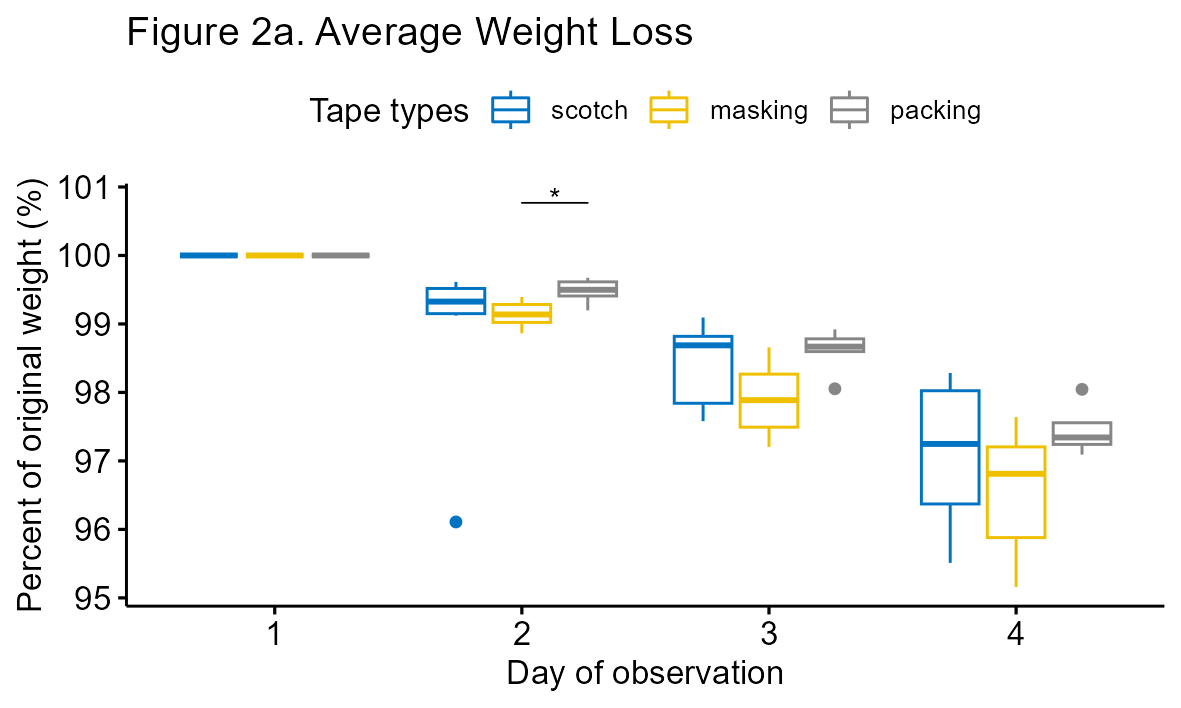 Figure 2a. Average Weight Loss
Tape types scotch masking packing
Percent of original weight (%)
101
100
99
98
97
96
95
*
1 2 3 4
Day of observation